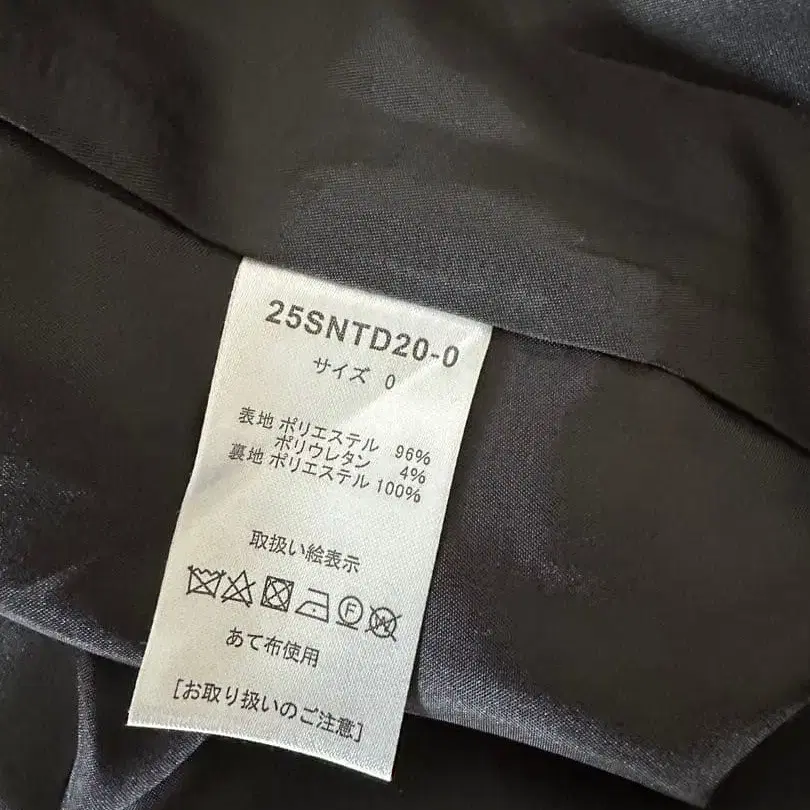 25SNTD20-0
サイズ 0
表地 ポリエステル 96%
ポリウレタン 4%
裏地 ポリエステル 100%
取扱い絵表示
F W
あて布使用
[お取り扱いのご注意]